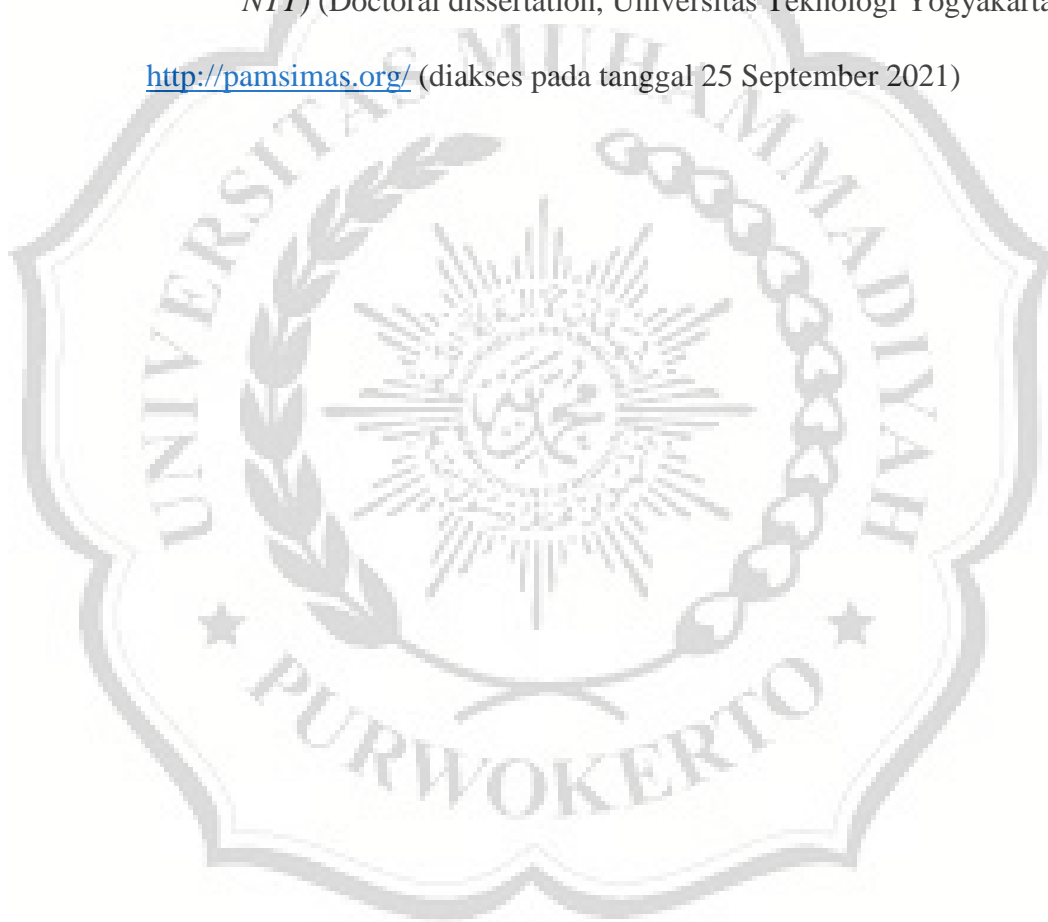 NTT) (Doctoral dissertation, Universitas Teknologi Yogyakarta
http://pamsimas.org/ (diakses pada tanggal 25 September 2021)
UNIVERSITAS MUHAMMADIYAH
PURWOKERTO